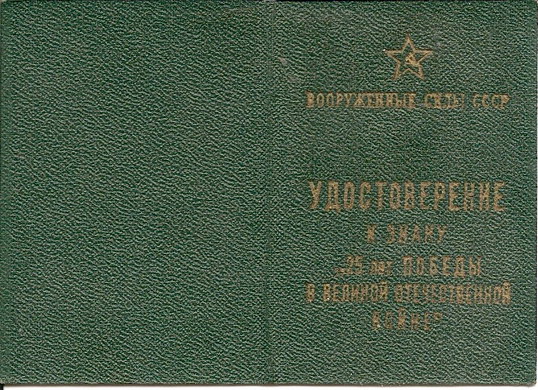 ВООРУЖЕННЫЕ СИЛЫ СССР
УДОСТОВЕРЕНИЕ
К ЗНАКУ
„25 лет ПОБЕДЫ
В ВЕЛИКОЙ ОТЕЧЕСТВЕННОЙ
ВОЙНЕ“